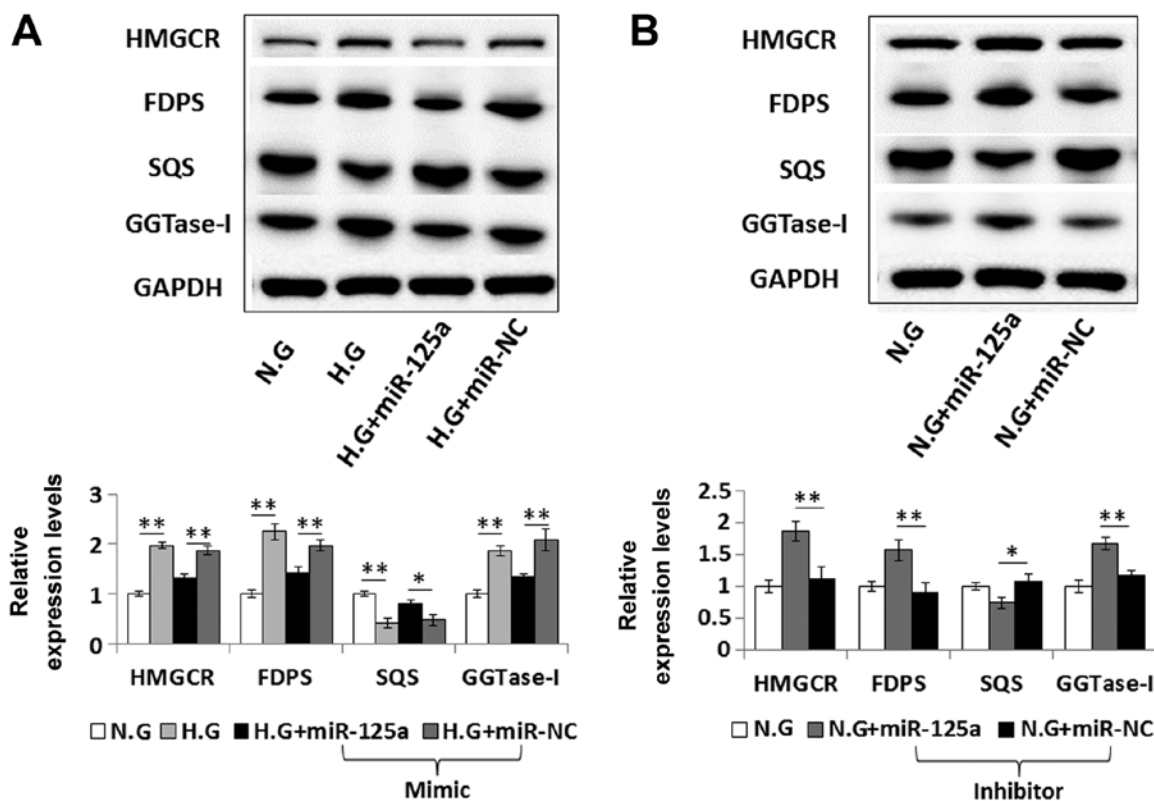 A
HMGCR
FDPS
SQS
GGTase-I
GAPDH
N.G
H.G
H.G+miR-125a
H.G+miR-NC
Relative
expression levels
3
2
1
0
** ** ** ** ** * ** **
HMGCR FDPS SQS GGTase-I
N.G H.G H.G+miR-125a H.G+miR-NC
Mimic
B
HMGCR
FDPS
SQS
GGTase-I
GAPDH
N.G
N.G+miR-125a
N.G+miR-NC
Relative
expression levels
2.5
2
1.5
1
0.5
0
** ** * **
HMGCR FDPS SQS GGTase-I
N.G N.G+miR-125a N.G+miR-NC
Inhibitor